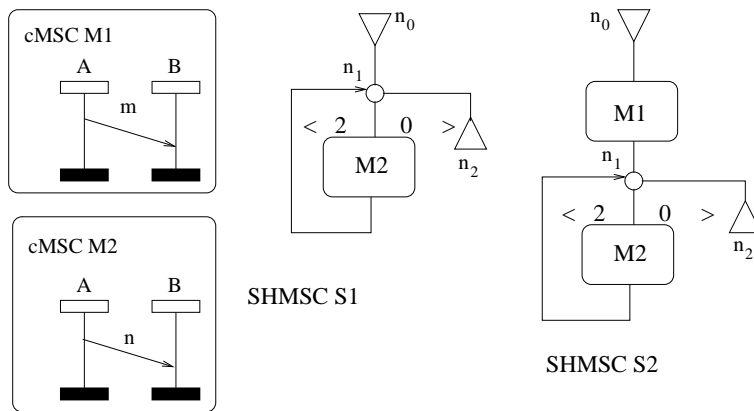 cMSC M1
A B
m
cMSC M2
A B
n
n0
n1
< 2 0 >
M2
n2
SHMSC S1
n0
M1
n1
< 2 0 >
M2
n2
SHMSC S2